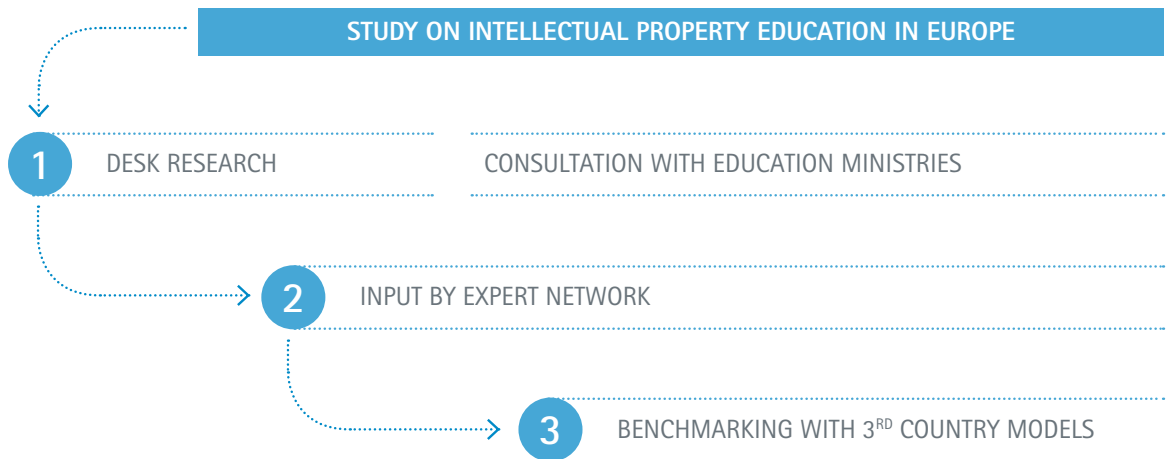 STUDY ON INTELLECTUAL PROPERTY EDUCATION IN EUROPE
1 DESK RESEARCH CONSULTATION WITH EDUCATION MINISTRIES
2 INPUT BY EXPERT NETWORK
3 BENCHMARKING WITH 3RD COUNTRY MODELS